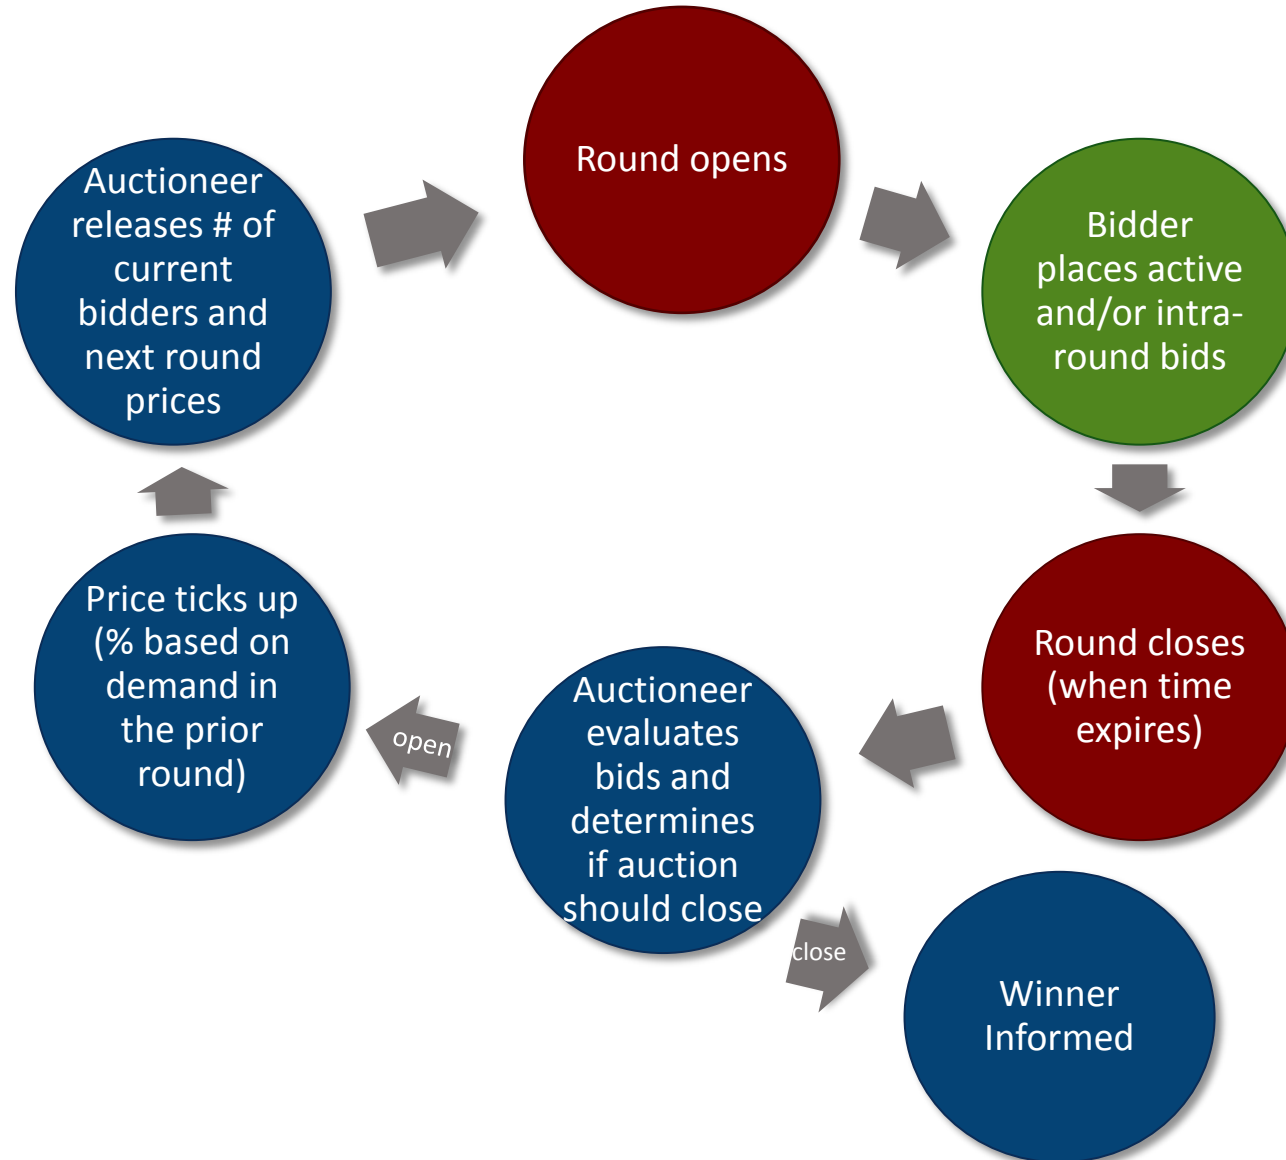 Round opens
Bidder
places active
and/or intra-
round bids
Round closes
(when time
expires)
Auctioneer
evaluates
bids and
determines
if auction
should close
close
Winner
Informed
open
Price ticks up
(% based on
demand in
the prior
round)
Auctioneer
releases # of
current
bidders and
next round
prices